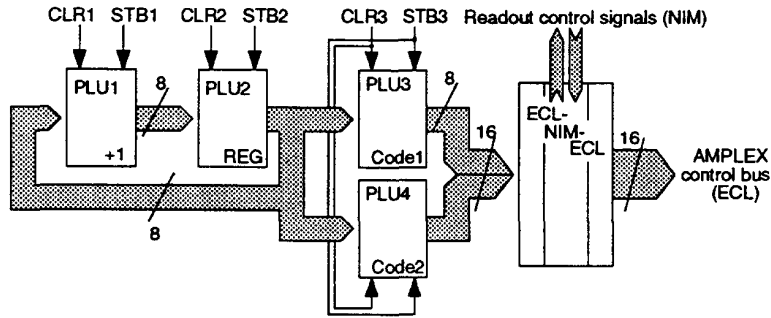 CLR1 STB1 CLR2 STB2 CLR3 STB3 Readout control signals (NIM)
PLU1
+1
8
PLU2
REG
8
PLU3
Code1
8
PLU4
Code2
16
ECL-
NIM-
ECL
16
AMPLEX
control bus
(ECL)